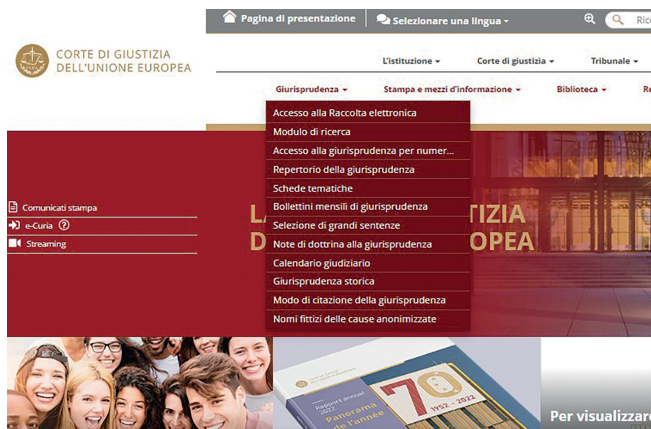 Pagina di presentazione
Selezionare una lingua
CORTE DI GIUSTIZIA
DELL'UNIONE EUROPEA
L'istituzione
Corte di giustizia
Tribunale
Giurisprudenza
Stampa e mezzi d'informazione
Biblioteca
Accesso alla Raccolta elettronica
Modulo di ricerca
Accesso alla giurisprudenza per numer...
Repertorio della giurisprudenza
Schede tematiche
Bollettini mensili di giurisprudenza
Selezione di grandi sentenze
Note di dottrina alla giurisprudenza
Calendario giudiziario
Giurisprudenza storica
Modo di citazione della giurisprudenza
Nomi fittizi delle cause anonimizzate
Comunicati stampa
e-Curia
Streaming
TIZIA
OPEA
Rapport annuel
2022
Panorama
de l'année
70
1952 - 2022
Per visualizzare